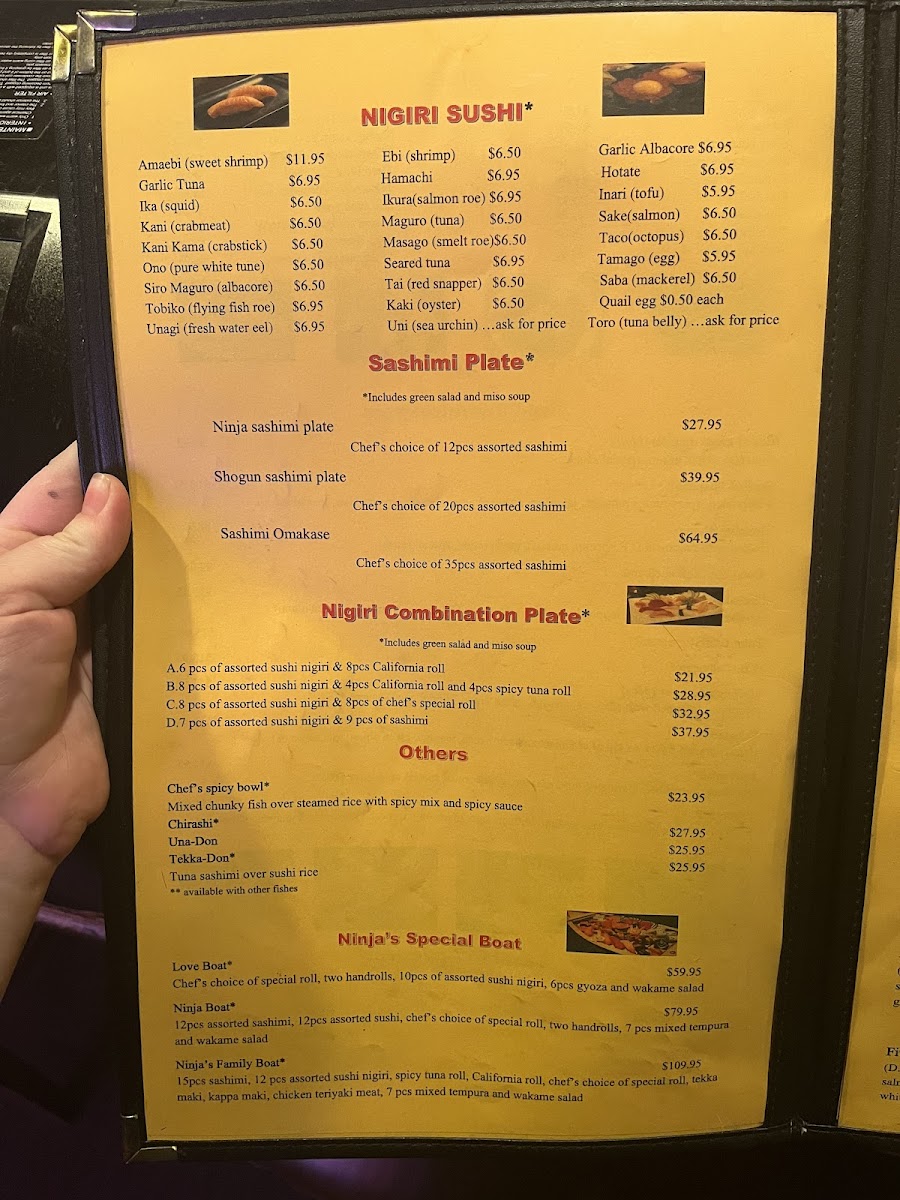 NIGIRI SUSHI*
Amaebi (sweet shrimp) $11.95
Garlic Tuna $6.95
Ika (squid) $6.50
Kani (crabmeat) $6.50
Kani Kama (crabstick) $6.50
Ono (pure white tune) $6.50
Siro Maguro (albacore) $6.50
Tobiko (flying fish roe) $6.95
Unagi (fresh water eel) $6.95
Ebi (shrimp) $6.50
Hamachi $6.95
Ikura(salmon roe) $6.95
Maguro (tuna) $6.50
Masago (smelt roe)$6.50
Seared tuna $6.95
Tai (red snapper) $6.50
Kaki (oyster) $6.50
Uni (sea urchin) ...ask for price
Garlic Albacore $6.95
Hotate $6.95
Inari (tofu) $5.95
Sake(salmon) $6.50
Taco(octopus) $6.50
Tamago (egg) $5.95
Saba (mackerel) $6.50
Quail egg $0.50 each
Toro (tuna belly) ...ask for price
Sashimi Plate*
*Includes green salad and miso soup
Ninja sashimi plate $27.95
Chef's choice of 12pcs assorted sashimi
Shogun sashimi plate $39.95
Chef's choice of 20pcs assorted sashimi
Sashimi Omakase $64.95
Chef's choice of 35pcs assorted sashimi
Nigiri Combination Plate*
*Includes green salad and miso soup
A.6 pcs of assorted sushi nigiri & 8pcs California roll $21.95
B.8 pcs of assorted sushi nigiri & 4pcs California roll and 4pcs spicy tuna roll $28.95
C.8 pcs of assorted sushi nigiri & 8pcs of chef's special roll $32.95
D.7 pcs of assorted sushi nigiri & 9 pcs of sashimi $37.95
Others
Chef's spicy bowl* $23.95
Mixed chunky fish over steamed rice with spicy mix and spicy sauce
Chirashi* $27.95
Una-Don $25.95
Tekka-Don* $25.95
Tuna sashimi over sushi rice
** available with other fishes
Ninja's Special Boat
Love Boat* $59.95
Chef's choice of special roll, two handrolls, 10pcs of assorted sushi nigiri, 6pcs gyoza and wakame salad
Ninja Boat* $79.95
12pcs assorted sashimi, 12pcs assorted sushi, chef's choice of special roll, two handrolls, 7 pcs mixed tempura
and wakame salad
Ninja's Family Boat* $109.95
15pcs sashimi, 12 pcs assorted sushi nigiri, spicy tuna roll, California roll, chef's choice of special roll, tekka
maki, kappa maki, chicken teriyaki meat, 7 pcs mixed tempura and wakame salad